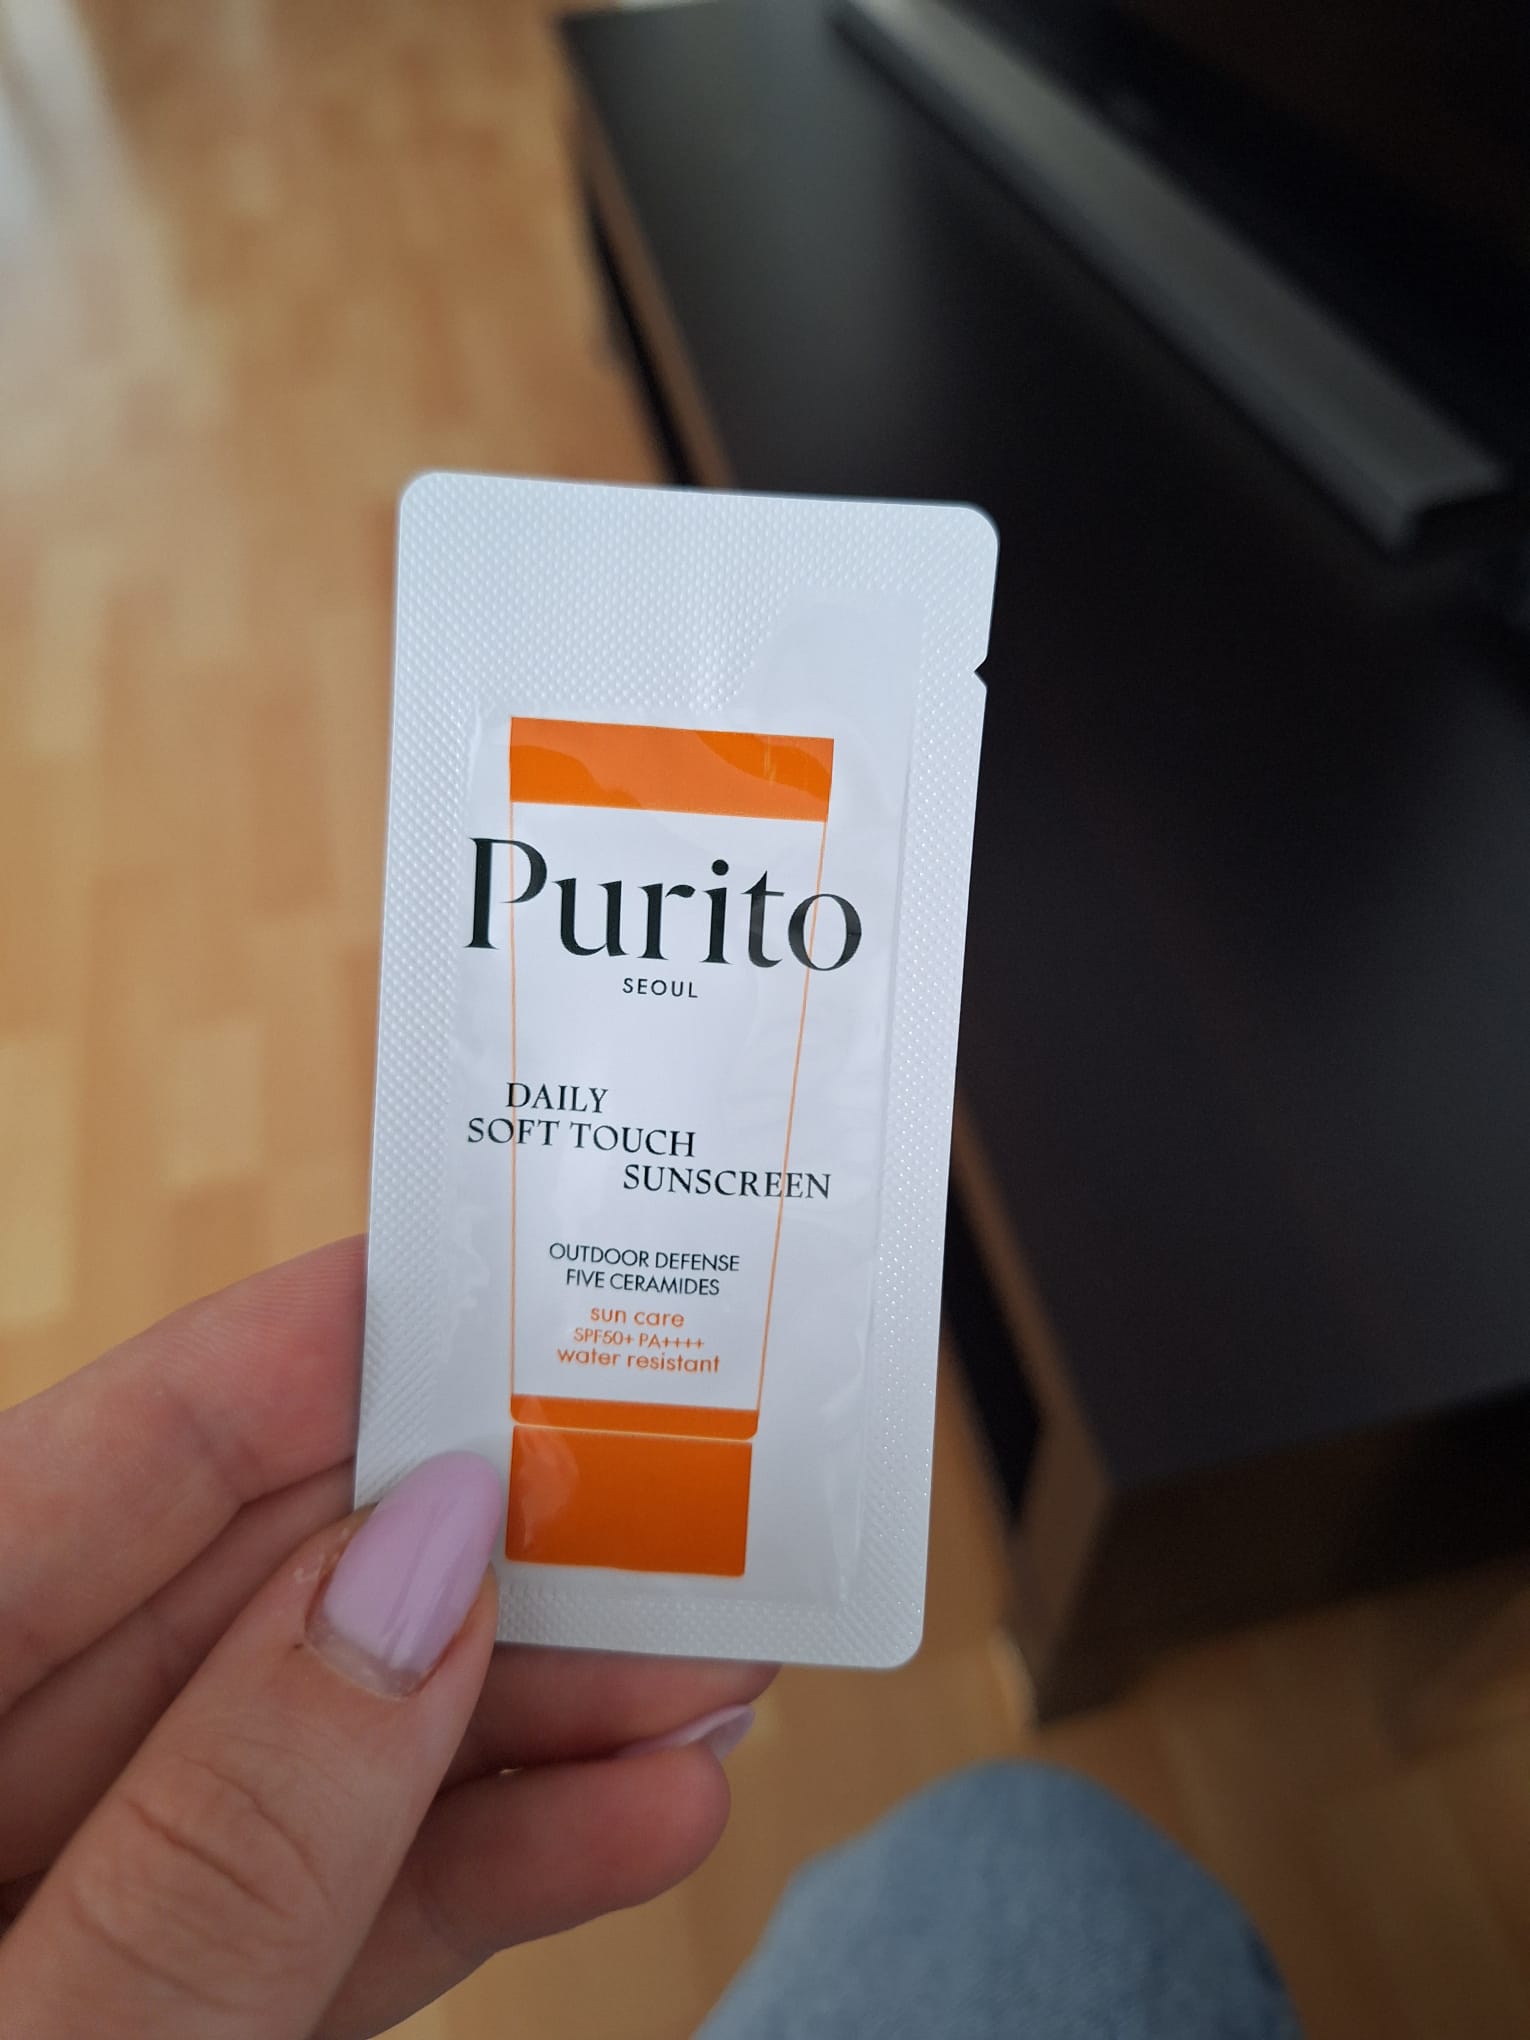 Purito
SEOUL
DAILY
SOFT TOUCH
SUNSCREEN
OUTDOOR DEFENSE
FIVE CERAMIDES
sun care
SPF50+ PA++++
water resistant